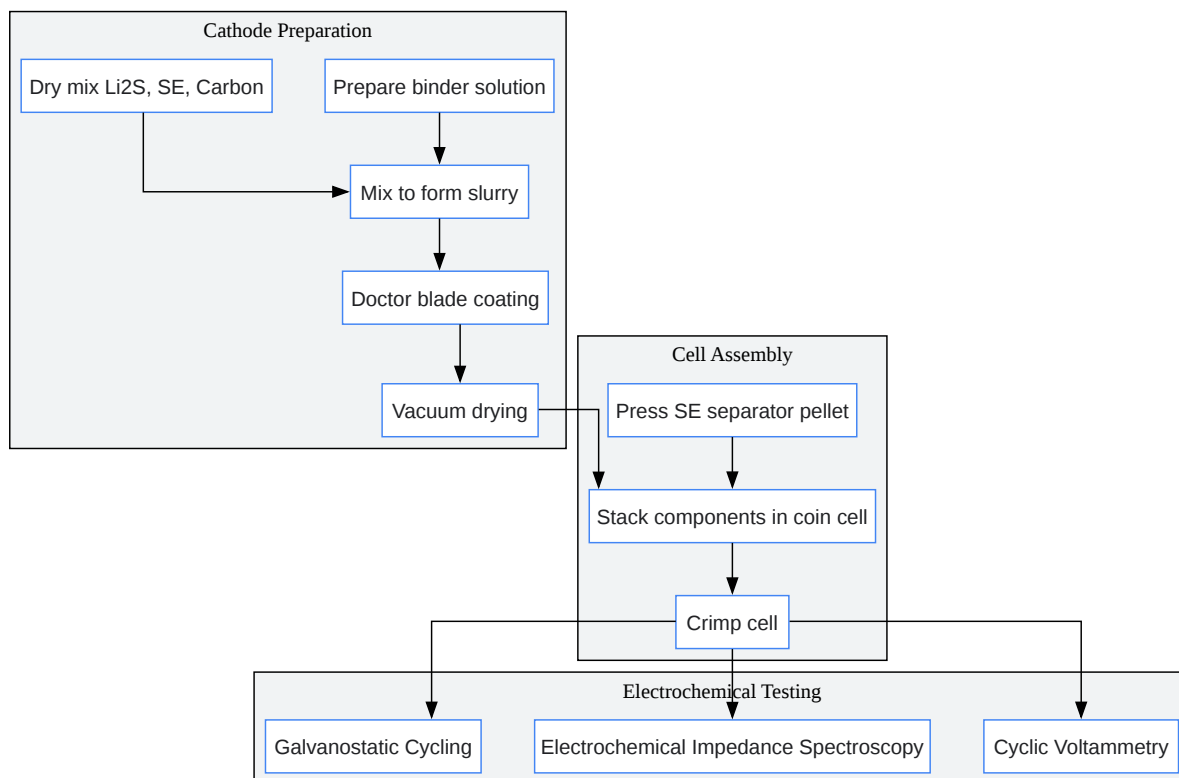 Cathode Preparation
Dry mix Li2S, SE, Carbon
Prepare binder solution
Mix to form slurry
Doctor blade coating
Vacuum drying
Cell Assembly
Press SE separator pellet
Stack components in coin cell
Crimp cell
Electrochemical Testing
Galvanostatic Cycling
Electrochemical Impedance Spectroscopy
Cyclic Voltammetry